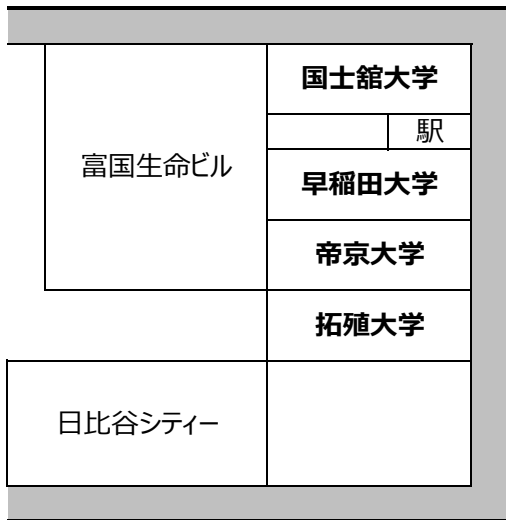 国士舘大学
駅
富国生命ビル
早稲田大学
帝京大学
拓殖大学
日比谷シティー